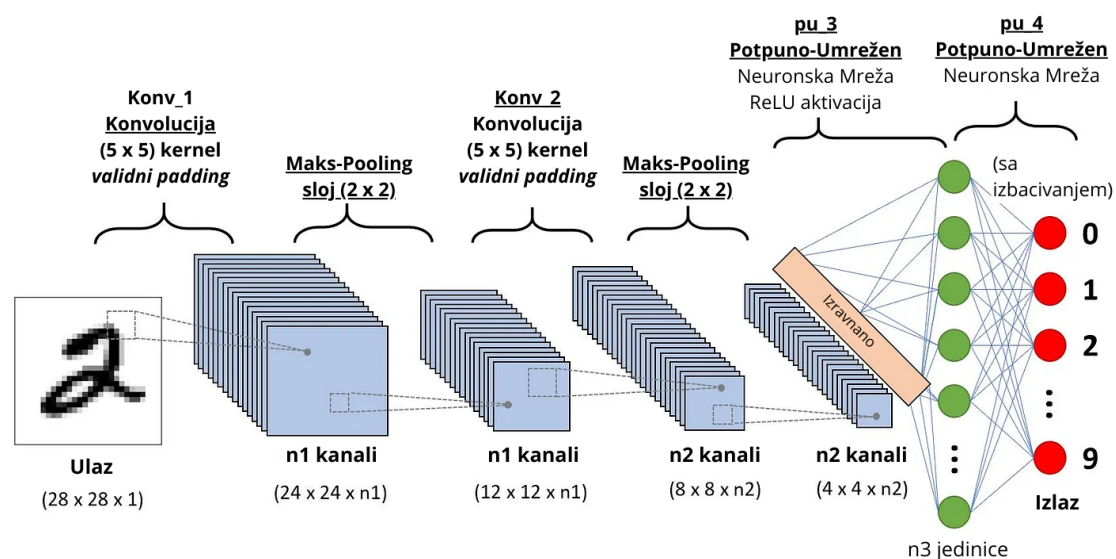 pu_3
Potpuno-Umrežen
Neuronska Mreža
ReLU aktivacija
pu_4
Potpuno-Umrežen
Neuronska Mreža
Konv_1
Konvolucija
(5 x 5) kernel
validni padding
Maks-Pooling
sloj (2 x 2)
Konv_2
Konvolucija
(5 x 5) kernel
validni padding
Maks-Pooling
sloj (2 x 2)
(sa
izbacivanjem)
2
Izravnano
0
1
2
9
Ulaz
(28 x 28 x 1)
n1 kanali
(24 x 24 x n1)
n1 kanali
(12 x 12 x n1)
n2 kanali
(8 x 8 x n2)
n2 kanali
(4 x 4 x n2)
Izlaz
n3 jedinice